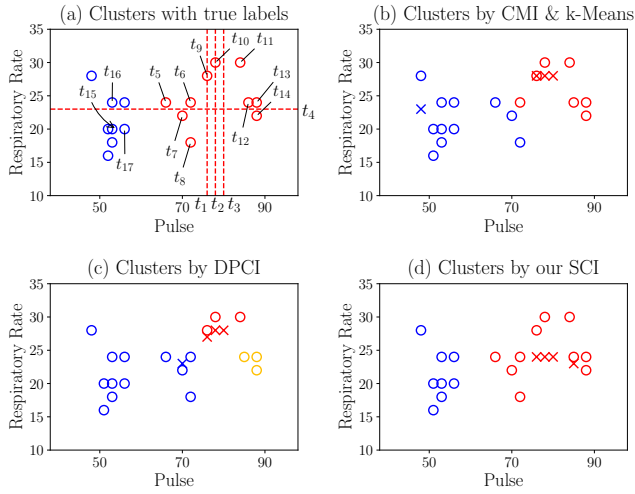 (a) Clusters with true labels
Respiratory Rate
35
30
25
20
15
10
t9
t10
t11
t15
t16
t5
t6
t13
t14
t4
t12
t7
t17
t8
50
70
t1
t2
t3
90
Pulse
(b) Clusters by CMI & k-Means
Respiratory Rate
35
30
25
20
15
10
50
70
90
Pulse
(c) Clusters by DPCI
Respiratory Rate
35
30
25
20
15
10
50
70
90
Pulse
(d) Clusters by our SCI
Respiratory Rate
35
30
25
20
15
10
50
70
90
Pulse